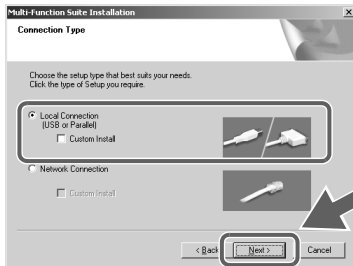 Multi-Function Suite Installation
Connection Type
Choose the setup type that best suits your needs.
Click the type of Setup you require.
Local Connection
(USB or Parallel)
Custom Install
Network Connection
Custom Install
< Back
Next >
Cancel